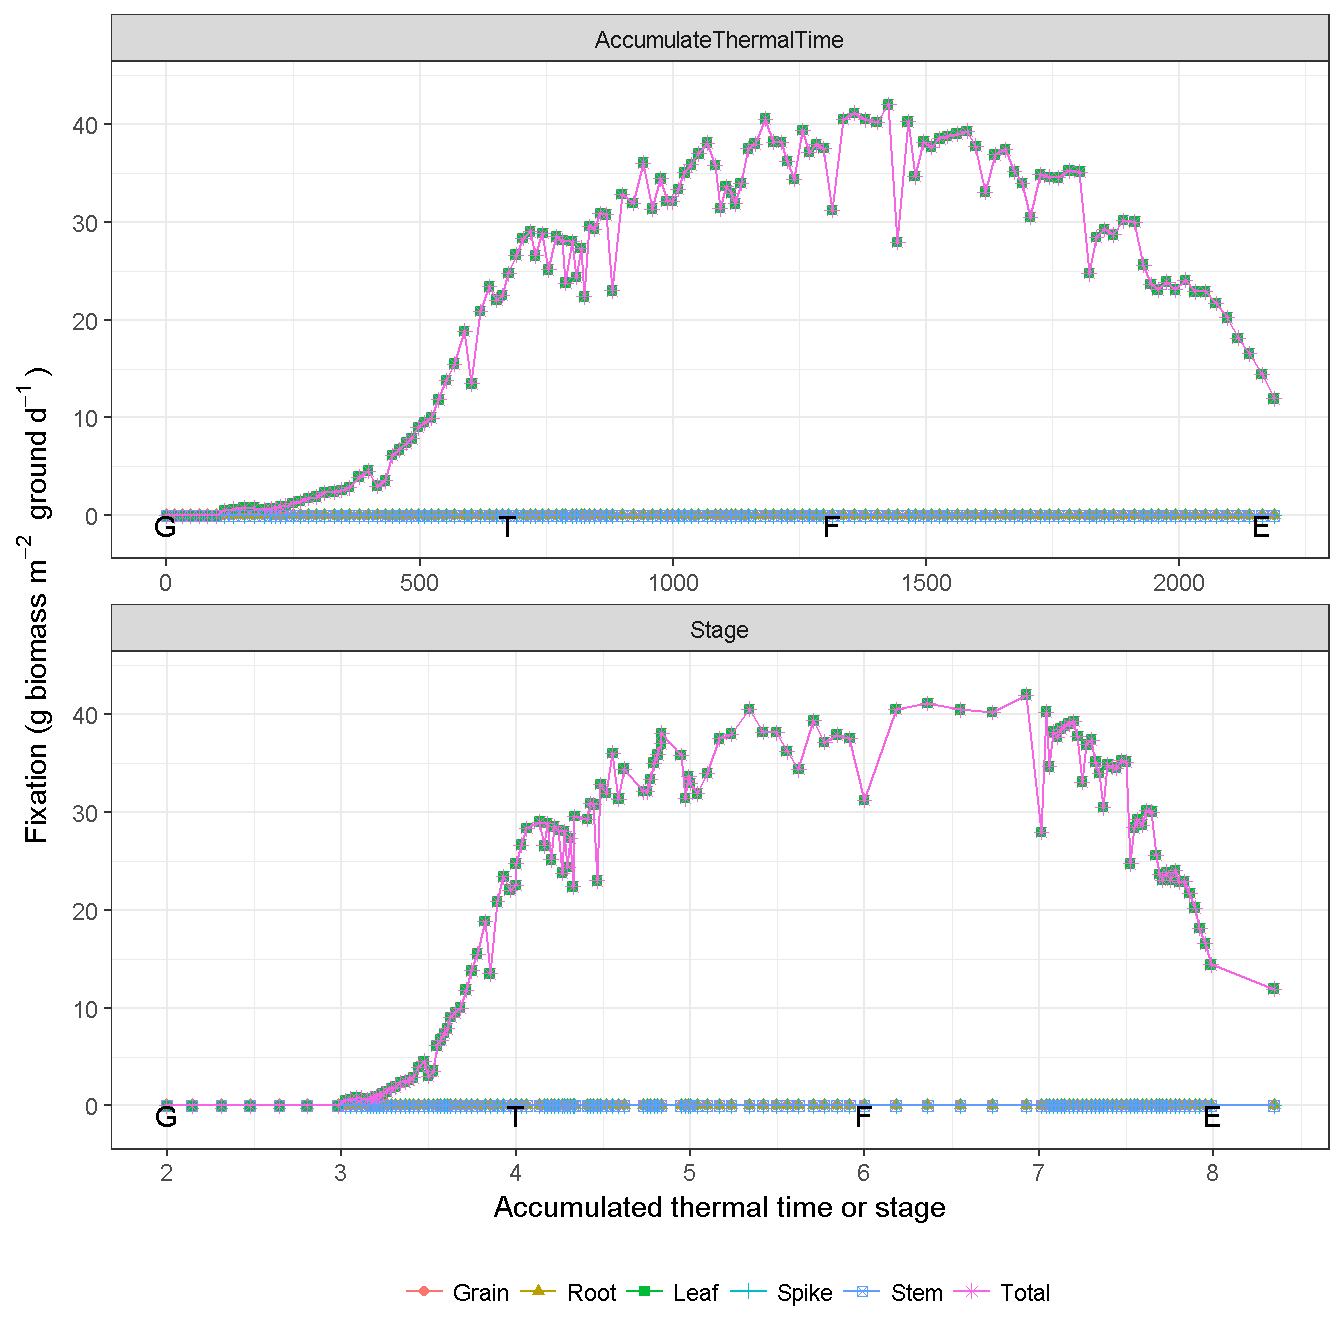 AccumulateThermalTime
40
30
20
10
0
G T F E
0 500 1000 1500 2000
Fixation (g biomass m⁻² ground d⁻¹ )
Stage
40
30
20
10
0
G T F E
2 3 4 5 6 7 8
Accumulated thermal time or stage
Grain Root Leaf Spike Stem Total